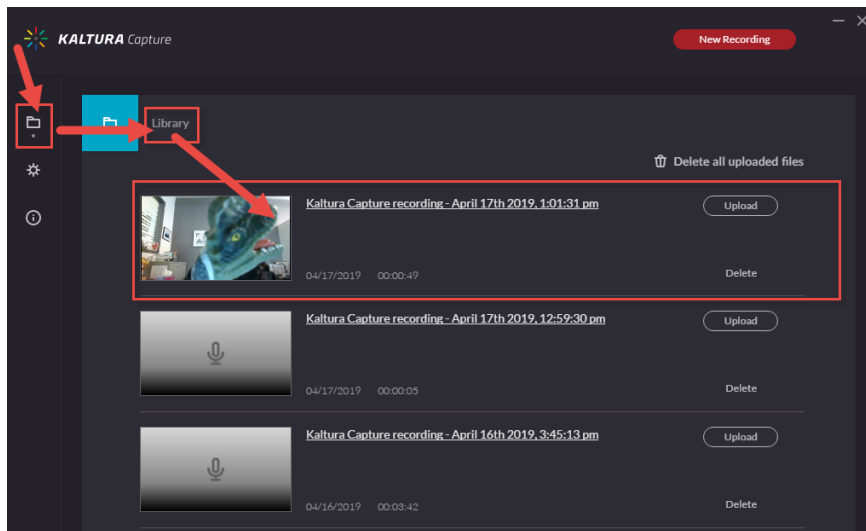 KALTURA Capture
New Recording
Library
Delete all uploaded files
Kaltura Capture recording - April 17th 2019, 1:01:31 pm
Upload
04/17/2019 00:00:49
Delete
Kaltura Capture recording - April 17th 2019, 12:59:30 pm
Upload
04/17/2019 00:00:05
Delete
Kaltura Capture recording - April 16th 2019, 3:45:13 pm
Upload
04/16/2019 00:03:42
Delete